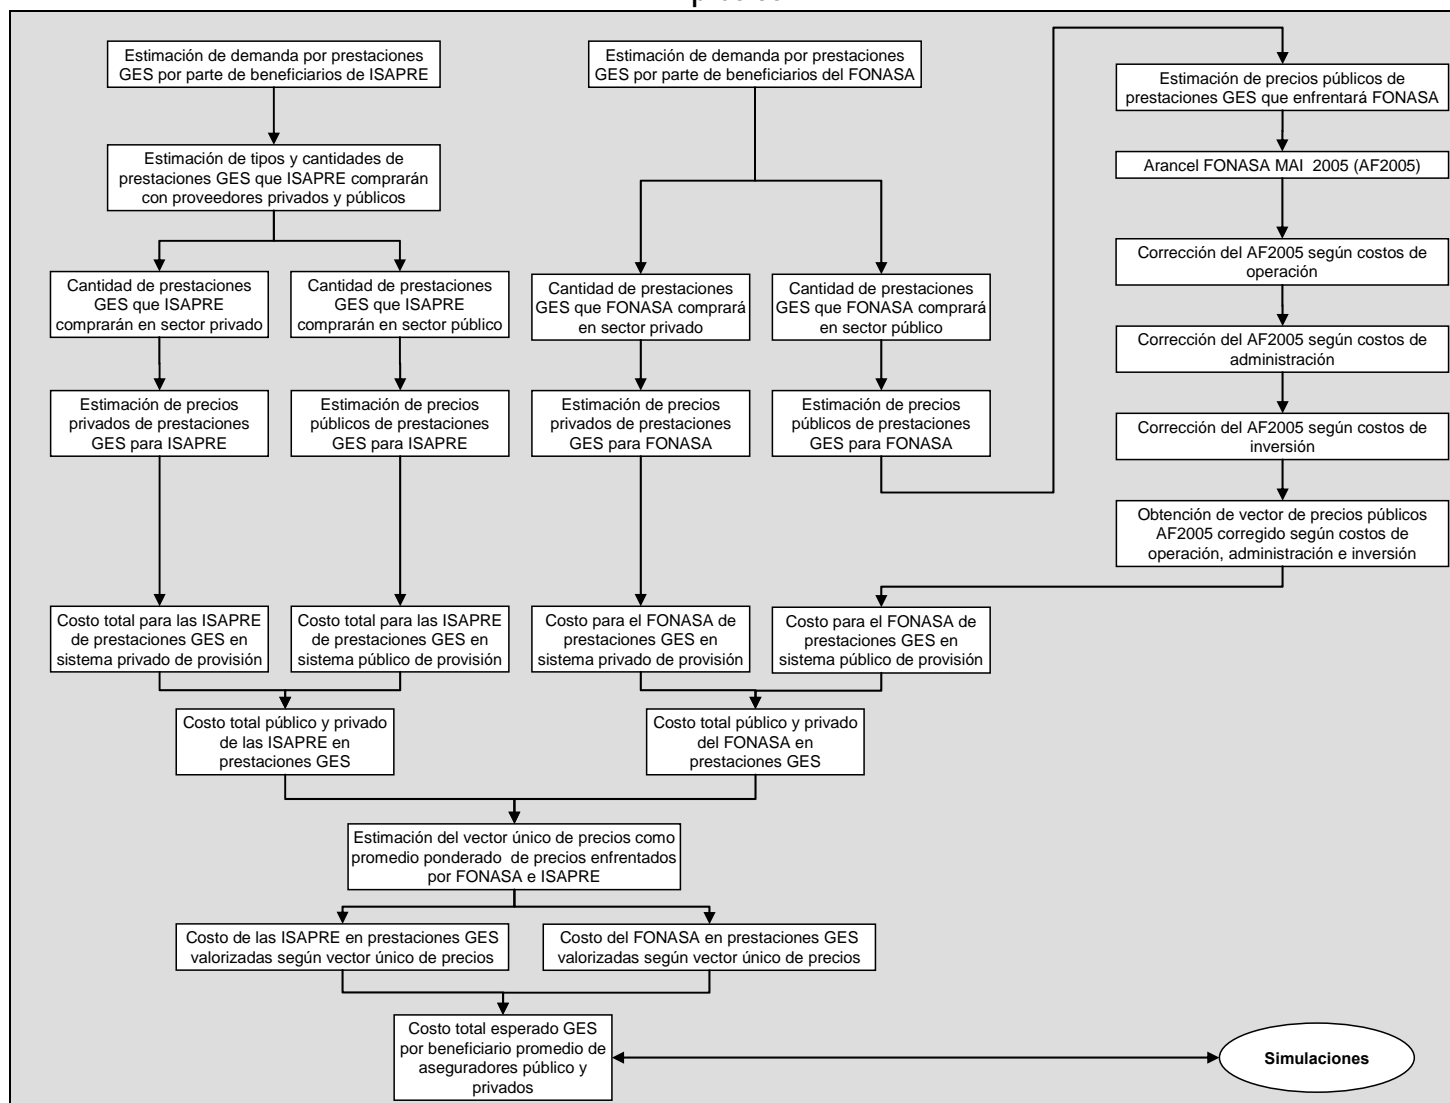 Estimación de demanda por prestaciones
GES por parte de beneficiarios de ISAPRE
Estimación de demanda por prestaciones
GES por parte de beneficiarios del FONASA
Estimación de precios públicos de
prestaciones GES que enfrentará FONASA
Estimación de tipos y cantidades de
prestaciones GES que ISAPRE comprarán
con proveedores privados y públicos
Arancel FONASA MAI 2005 (AF2005)
Corrección del AF2005 según costos de
operación
Cantidad de prestaciones
GES que ISAPRE
comprarán en sector privado
Cantidad de prestaciones
GES que ISAPRE
comprarán en sector público
Cantidad de prestaciones
GES que FONASA comprará
en sector privado
Cantidad de prestaciones
GES que FONASA comprará
en sector público
Corrección del AF2005 según costos de
administración
Estimación de precios
privados de prestaciones
GES para ISAPRE
Estimación de precios
públicos de prestaciones
GES para ISAPRE
Estimación de precios
privados de prestaciones
GES para FONASA
Estimación de precios
públicos de prestaciones
GES para FONASA
Corrección del AF2005 según costos de
inversión
Obtención de vector de precios públicos
AF2005 corregido según costos de
operación, administración e inversión
Costo total para las ISAPRE
de prestaciones GES en
sistema privado de provisión
Costo total para las ISAPRE
de prestaciones GES en
sistema público de provisión
Costo para el FONASA de
prestaciones GES en
sistema privado de provisión
Costo para el FONASA de
prestaciones GES en
sistema público de provisión
Costo total público y privado
de las ISAPRE en
prestaciones GES
Costo total público y privado
del FONASA en
prestaciones GES
Estimación del vector único de precios como
promedio ponderado de precios enfrentados
por FONASA e ISAPRE
Costo de las ISAPRE en prestaciones GES
valorizadas según vector único de precios
Costo del FONASA en prestaciones GES
valorizadas según vector único de precios
Costo total esperado GES
por beneficiario promedio de
aseguradores público y
privados
Simulaciones